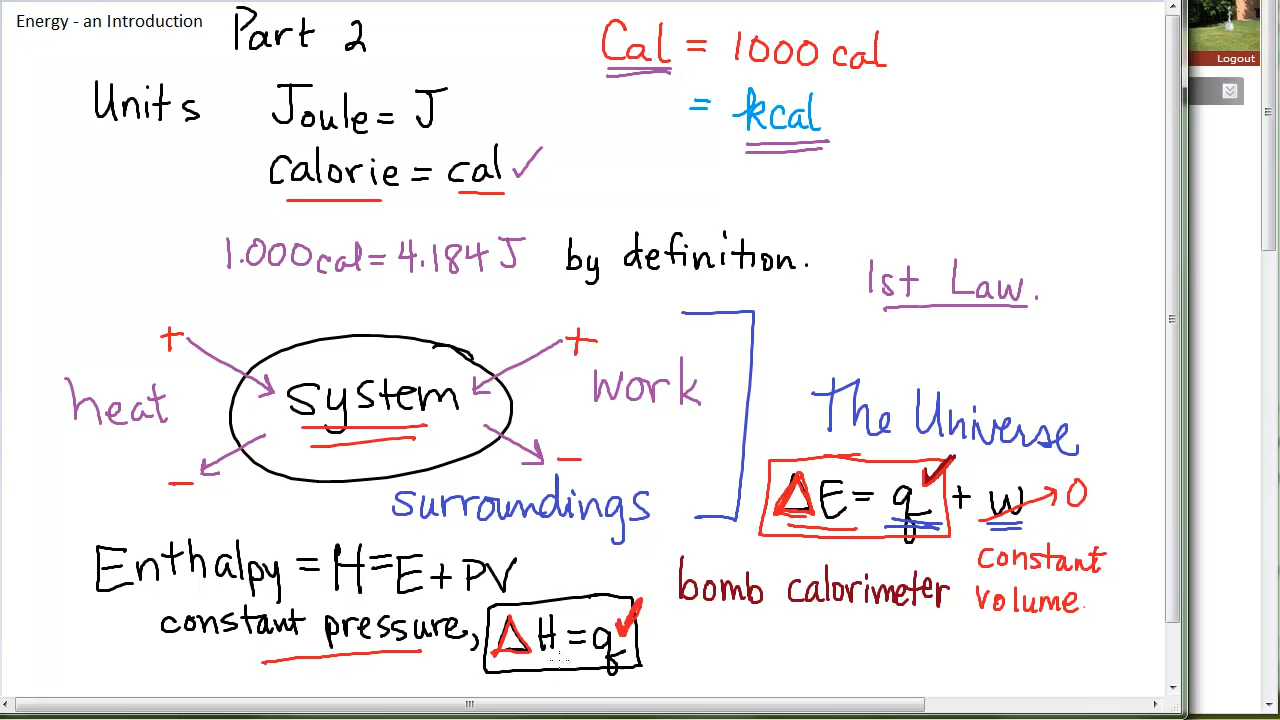 Energy - an Introduction
Part 2
Cal = 1000 cal
= kcal
Units Joule = J
calorie = cal
1.000 cal = 4.184 J by definition.
1st Law.
+ +
heat system work
- -
surroundings
The Universe
ΔE = q + w → 0
constant volume
bomb calorimeter
Enthalpy = H = E + PV
constant pressure, ΔH = q
Logout